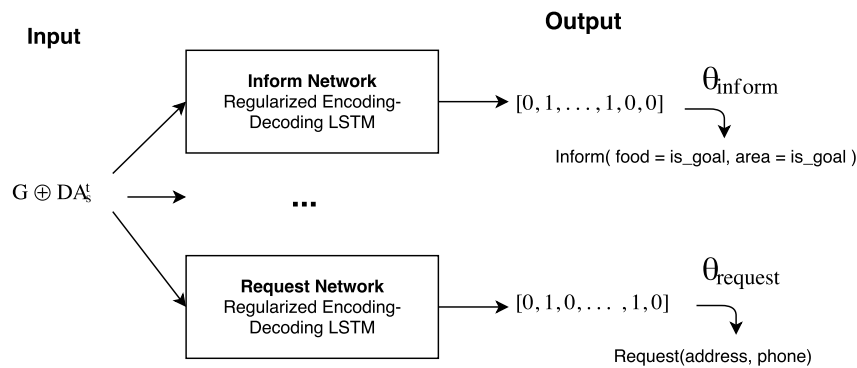 Input
Output
Inform Network
Regularized Encoding-
Decoding LSTM
[0, 1, . . . , 1, 0, 0]
θinform
Inform( food = is_goal, area = is_goal )
G ⊕ DAₛᵗ
...
Request Network
Regularized Encoding-
Decoding LSTM
[0, 1, 0, . . . , 1, 0]
θrequest
Request(address, phone)